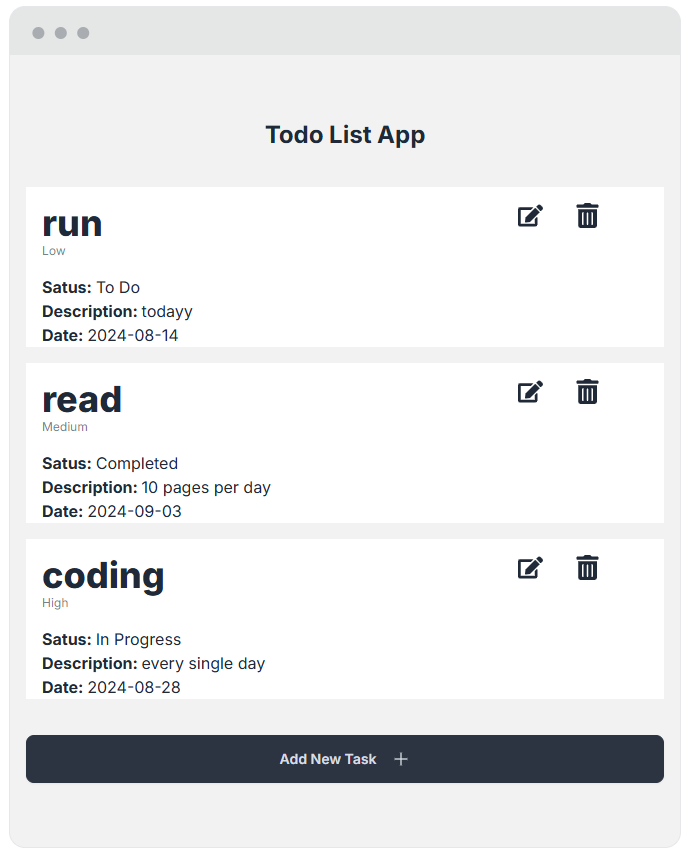 Todo List App
run
Low
Satus: To Do
Description: todayy
Date: 2024-08-14
read
Medium
Satus: Completed
Description: 10 pages per day
Date: 2024-09-03
coding
High
Satus: In Progress
Description: every single day
Date: 2024-08-28
Add New Task